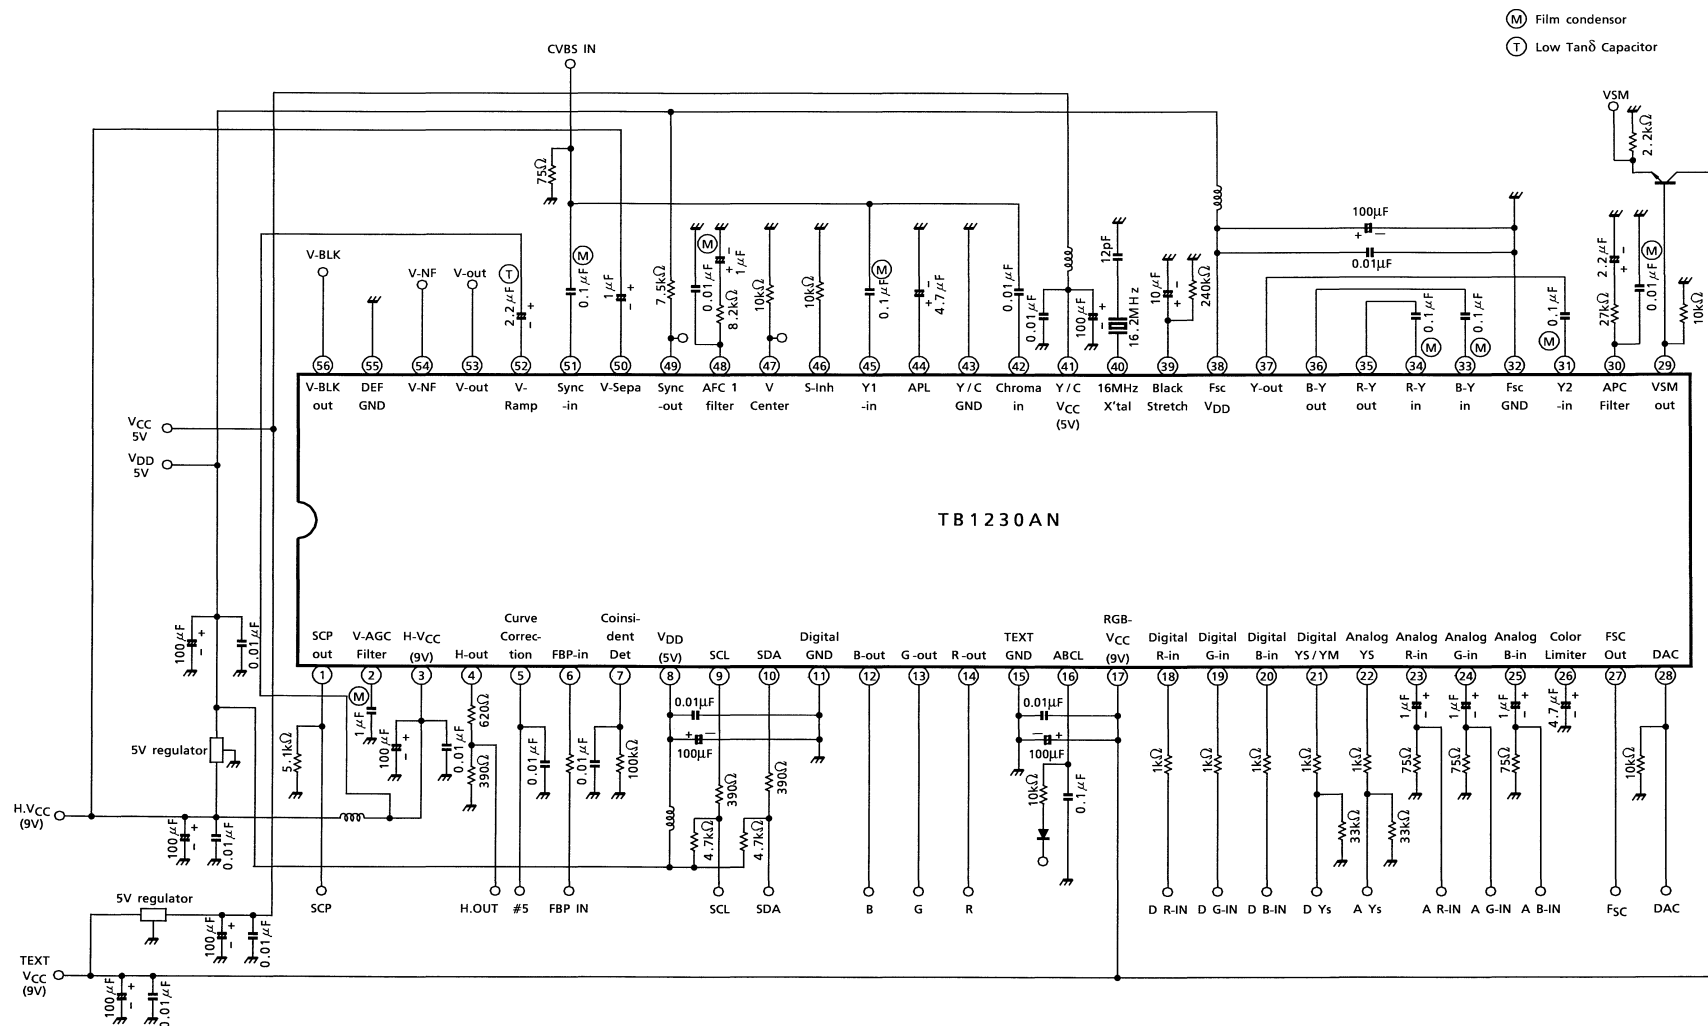 M Film condensor
T Low Tanδ Capacitor
CVBS IN
VSM
2.2kΩ
75Ω
V-BLK
V-NF
V-out
T
2.2μF
+
-
M
0.1μF
1μF
+
-
7.5kΩ
M
0.01μF
8.2kΩ
1μF
+
-
10kΩ
10kΩ
M
0.1μF
4.7μF
+
-
0.01μF
0.01μF
100μF
+
-
12pF
16.2MHz
10μF
+
-
240kΩ
100μF
+
-
0.01μF
0.1μF
M
0.1μF
M
0.1μF
M
2.2μF
+
-
27kΩ
M
0.01μF
10kΩ
56 55 54 53 52 51 50 49 48 47 46 45 44 43 42 41 40 39 38 37 36 35 34 33 32 31 30 29
V-BLK out
DEF GND
V-NF
V-out
V-Ramp
Sync -in
V-Sepa
Sync -out
AFC 1 filter
V Center
S-Inh
Y1 -in
APL
Y/C GND
Chroma in
Y/C VCC (5V)
16MHz X'tal
Black Stretch
Fsc VDD
Y-out
B-Y out
R-Y out
R-Y in
B-Y in
Fsc GND
Y2 -in
APC Filter
VSM out
VCC
5V
VDD
5V
TB1230AN
SCP out
V-AGC Filter
H-VCC (9V)
H-out
Curve Correc- tion
FBP-in
Coinsi- dent Det
VDD (5V)
SCL
SDA
Digital GND
B-out
G-out
R-out
TEXT GND
ABCL
RGB- VCC (9V)
Digital R-in
Digital G-in
Digital B-in
Digital YS/YM
Analog YS
Analog R-in
Analog G-in
Analog B-in
Color Limiter
FSC Out
DAC
1 2 3 4 5 6 7 8 9 10 11 12 13 14 15 16 17 18 19 20 21 22 23 24 25 26 27 28
100μF
+
-
0.01μF
5V regulator
5.1kΩ
M
1μF
100μF
+
-
0.01μF
620Ω
390Ω
0.01μF
0.01μF
100kΩ
0.01μF
+
-
100μF
390Ω
4.7kΩ
390Ω
4.7kΩ
0.01μF
-
+
100μF
10kΩ
0.1μF
1kΩ
1kΩ
1kΩ
1kΩ
33kΩ
1kΩ
33kΩ
1μF
+
-
75Ω
1μF
+
-
75Ω
1μF
+
-
75Ω
4.7μF
+
-
10kΩ
H.VCC
(9V)
100μF
+
-
0.01μF
5V regulator
100μF
+
-
0.01μF
SCP
H.OUT
#5
FBP IN
SCL
SDA
B
G
R
D R-IN
D G-IN
D B-IN
D Ys
A Ys
A R-IN
A G-IN
A B-IN
FSC
DAC
TEXT
VCC
(9V)
100μF
+
-
0.01μF